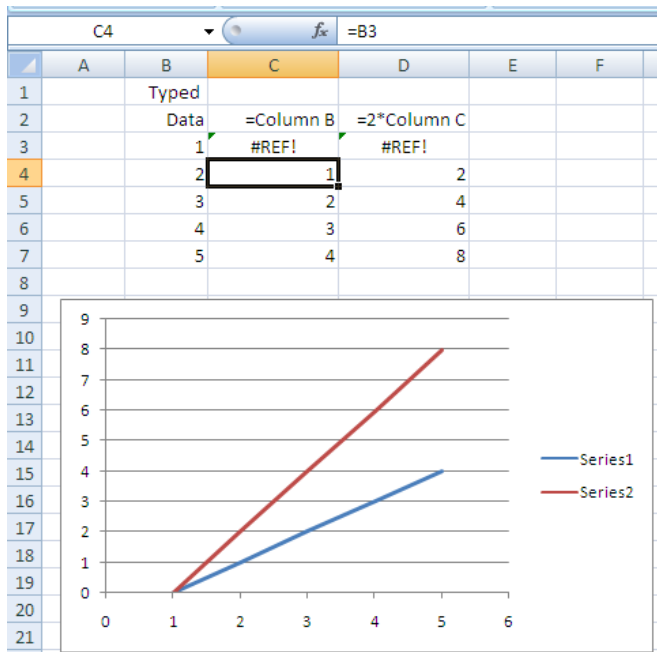 C4 fx =B3
A B C D E F
1 Typed
2 Data =Column B =2*Column C
3 1 #REF! #REF!
4 2 1 2
5 3 2 4
6 4 3 6
7 5 4 8
8
9
10
11
12
13
14
15
16
17
18
19
20
21
9
8
7
6
5
4
3
2
1
0
0 1 2 3 4 5 6
Series1
Series2